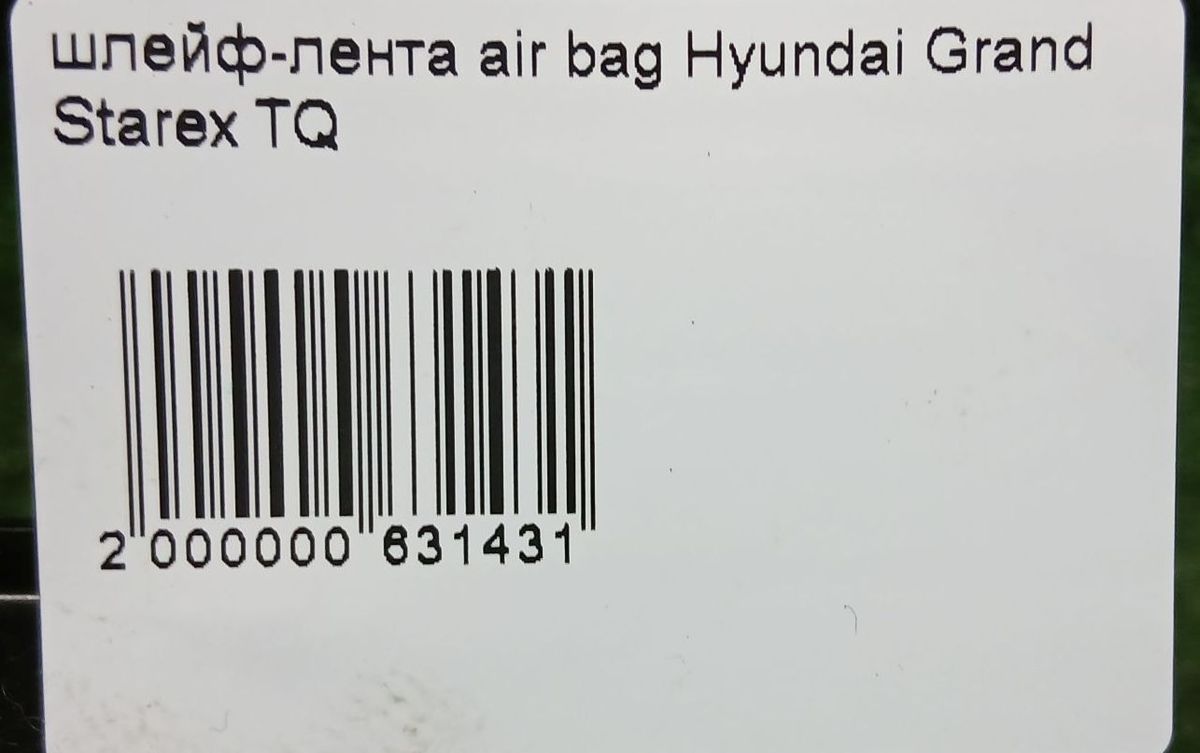 шлейф-лента air bag Hyundai Grand
Starex TQ
2 000000 631431